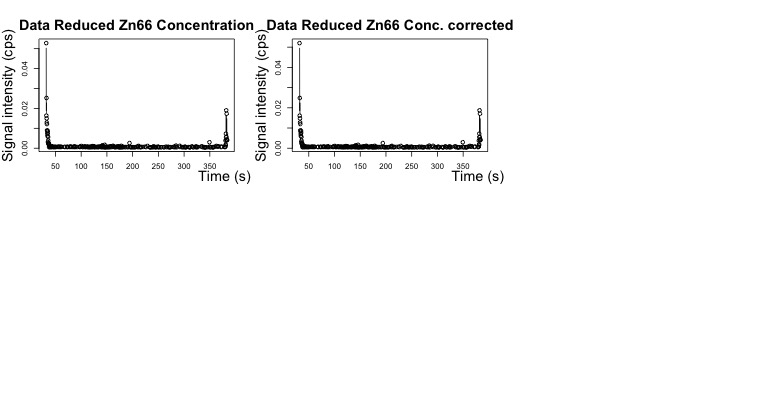 Data Reduced Zn66 Concentration
Signal intensity (cps)
0.04
0.02
0.00
50 100 150 200 250 300 350
Time (s)
Data Reduced Zn66 Conc. corrected
Signal intensity (cps)
0.04
0.02
0.00
50 100 150 200 250 300 350
Time (s)